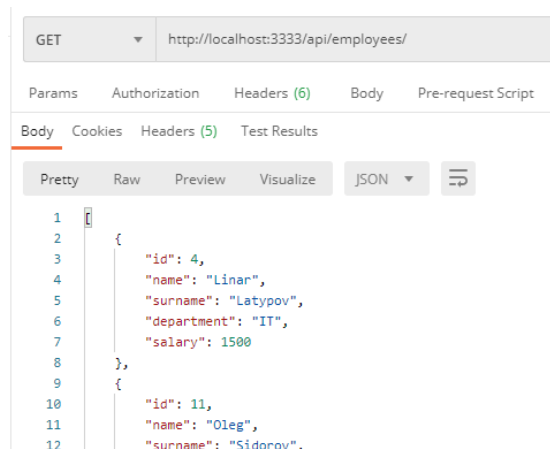 GET http://localhost:3333/api/employees/
Params Authorization Headers (6) Body Pre-request Script
Body Cookies Headers (5) Test Results
Pretty Raw Preview Visualize JSON
1 [
2 {
3 "id": 4,
4 "name": "Linar",
5 "surname": "Latypov",
6 "department": "IT",
7 "salary": 1500
8 },
9 {
10 "id": 11,
11 "name": "Oleg",
12 "surname": "Sidorov",